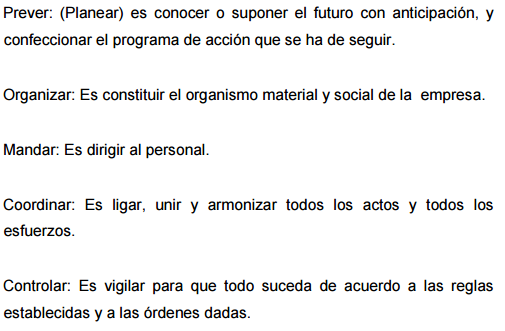 Prever: (Planear) es conocer o suponer el futuro con anticipación, y
confeccionar el programa de acción que se ha de seguir.
Organizar: Es constituir el organismo material y social de la empresa.
Mandar: Es dirigir al personal.
Coordinar: Es ligar, unir y armonizar todos los actos y todos los
esfuerzos.
Controlar: Es vigilar para que todo suceda de acuerdo a las reglas
establecidas y a las órdenes dadas.